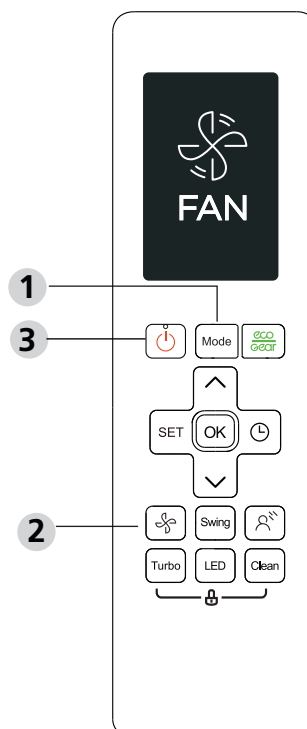 FAN
1
Mode
eco
gear
3
SET
OK
2
Swing
Turbo
LED
Clean